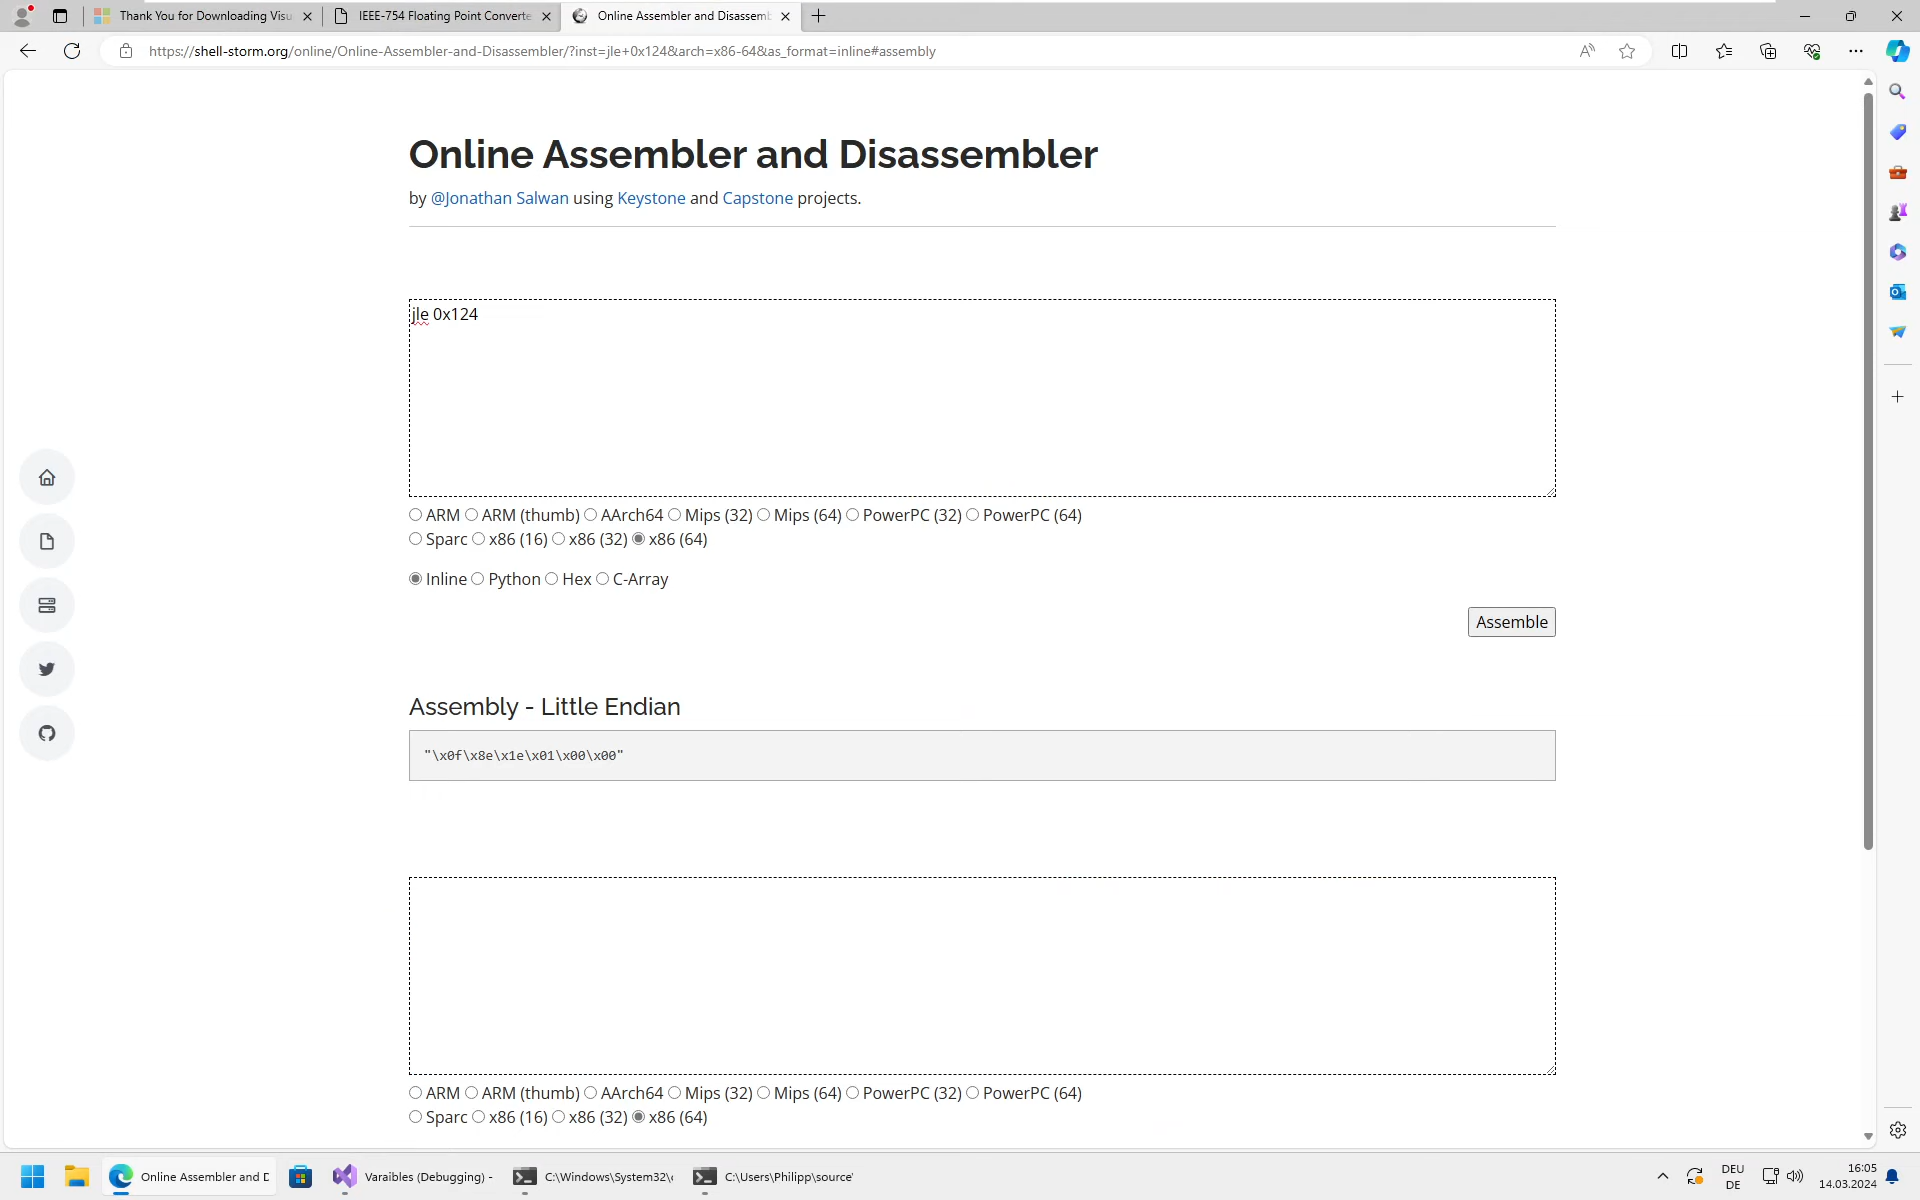 Thank You for Downloading Visu
IEEE-754 Floating Point Converte
Online Assembler and Disassemb
https://shell-storm.org/online/Online-Assembler-and-Disassembler/?inst=jle+0x124&arch=x86-64&as_format=inline#assembly
Online Assembler and Disassembler
by @Jonathan Salwan using Keystone and Capstone projects.
jle 0x124
ARM ARM (thumb) AArch64 Mips (32) Mips (64) PowerPC (32) PowerPC (64)
Sparc x86 (16) x86 (32) x86 (64)
Inline Python Hex C-Array
Assemble
Assembly - Little Endian
"\x0f\x8e\x1e\x01\x00\x00"
ARM ARM (thumb) AArch64 Mips (32) Mips (64) PowerPC (32) PowerPC (64)
Sparc x86 (16) x86 (32) x86 (64)
Online Assembler and D
Varaibles (Debugging) -
C:\Windows\System32\c
C:\Users\Philipp\source'
DEU
DE
16:05
14.03.2024